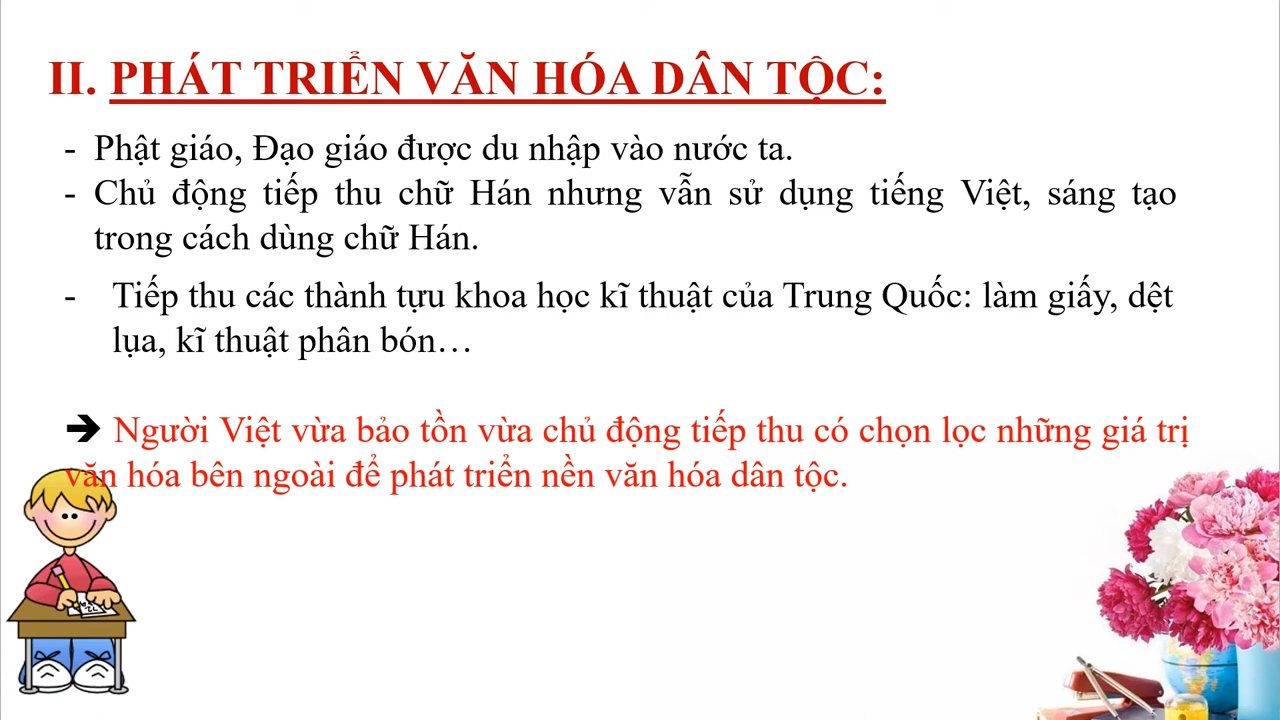 II. PHÁT TRIỂN VĂN HÓA DÂN TỘC:
- Phật giáo, Đạo giáo được du nhập vào nước ta.
- Chủ động tiếp thu chữ Hán nhưng vẫn sử dụng tiếng Việt, sáng tạo
trong cách dùng chữ Hán.
- Tiếp thu các thành tựu khoa học kĩ thuật của Trung Quốc: làm giấy, dệt
lụa, kĩ thuật phân bón…
➔ Người Việt vừa bảo tồn vừa chủ động tiếp thu có chọn lọc những giá trị
văn hóa bên ngoài để phát triển nền văn hóa dân tộc.